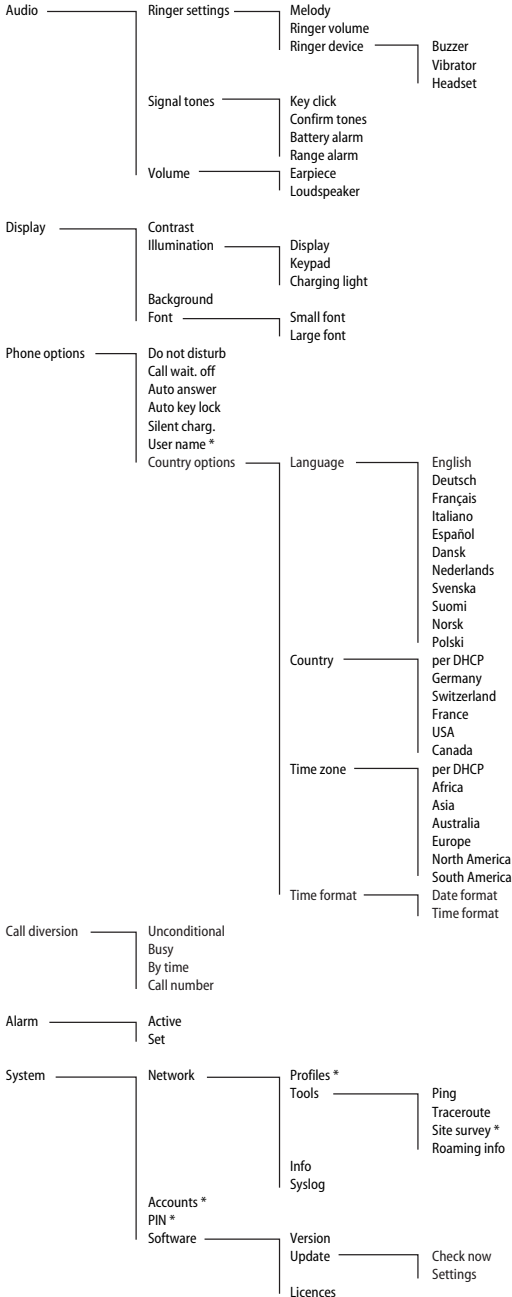 Audio Ringer settings Melody
Ringer volume
Ringer device Buzzer
Vibrator
Headset
Signal tones Key click
Confirm tones
Battery alarm
Range alarm
Volume Earpiece
Loudspeaker
Display Contrast
Illumination Display
Keypad
Charging light
Background
Font Small font
Large font
Phone options Do not disturb
Call wait. off
Auto answer
Auto key lock
Silent charg.
User name *
Country options Language English
Deutsch
Français
Italiano
Español
Dansk
Nederlands
Svenska
Suomi
Norsk
Polski
Country per DHCP
Germany
Switzerland
France
USA
Canada
Time zone per DHCP
Africa
Asia
Australia
Europe
North America
South America
Time format Date format
Time format
Call diversion Unconditional
Busy
By time
Call number
Alarm Active
Set
System Network Profiles *
Tools Ping
Traceroute
Site survey *
Roaming info
Info
Syslog
Accounts *
PIN *
Software Version
Update Check now
Settings
Licences